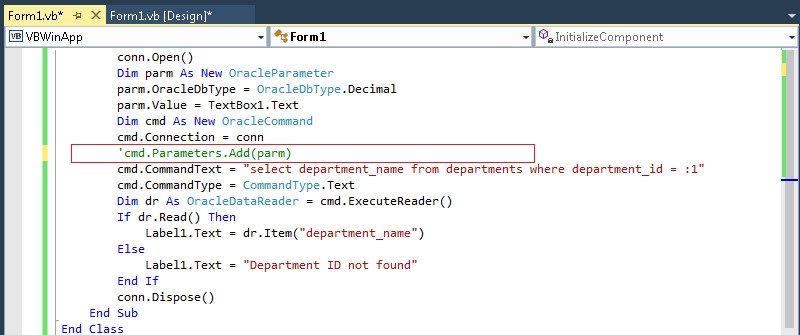 Form1.vb*
Form1.vb [Design]*
VB VBWinApp
Form1
InitializeComponent
conn.Open()
Dim parm As New OracleParameter
parm.OracleDbType = OracleDbType.Decimal
parm.Value = TextBox1.Text
Dim cmd As New OracleCommand
cmd.Connection = conn
'cmd.Parameters.Add(parm)
cmd.CommandText = "select department_name from departments where department_id = :1"
cmd.CommandType = CommandType.Text
Dim dr As OracleDataReader = cmd.ExecuteReader()
If dr.Read() Then
Label1.Text = dr.Item("department_name")
Else
Label1.Text = "Department ID not found"
End If
conn.Dispose()
End Sub
End Class